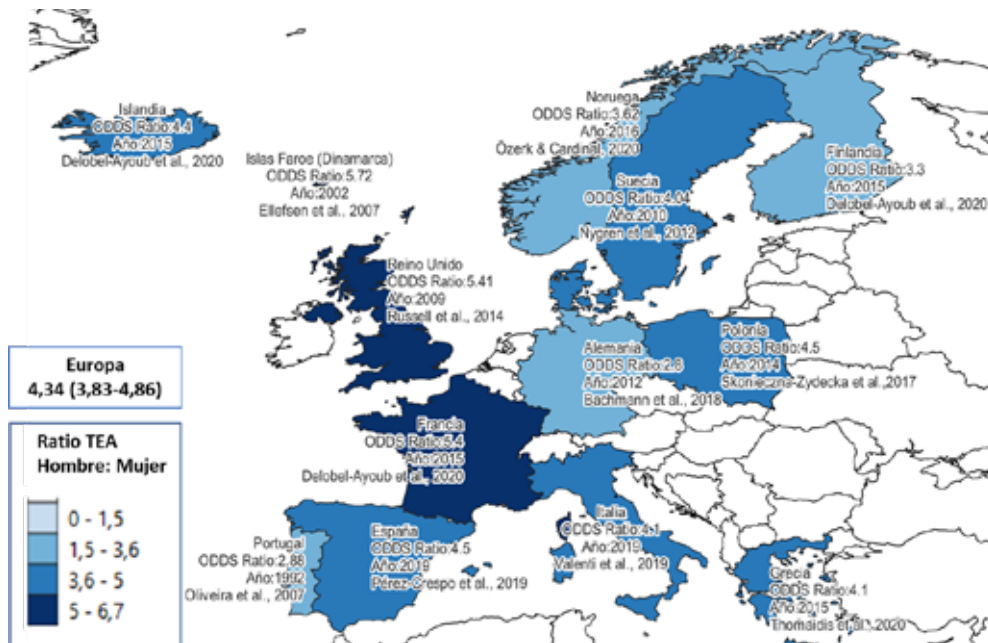 Islandia
ODDS Ratio:4.4
Año:2015
Delobel-Ayoub et al., 2020
Islas Faroe (Dinamarca)
ODDS Ratio:5.72
Año:2002
Ellefsen et al., 2007
Noruega
ODDS Ratio:3.62
Año:2016
Özerk & Cardinal, 2020
Suecia
ODDS Ratio:4.04
Año:2010
Nygren et al., 2012
Finlandia
ODDS Ratio:3.3
Año:2015
Delobel-Ayoub et al., 2020
Reino Unido
ODDS Ratio:5.41
Año:2009
Russell et al., 2014
Alemania
ODDS Ratio:2.8
Año:2012
Bachmann et al., 2018
Polonia
ODDS Ratio:4.5
Año:2014
Skonieczna-Zydecka et al.,2017
Francia
ODDS Ratio:5.4
Año:2015
Delobel-Ayoub et al., 2020
Portugal
ODDS Ratio:2.88
Año:1992
Oliveira et al., 2007
España
ODDS Ratio:4.5
Año:2019
Pérez-Crespo et al., 2019
Italia
ODDS Ratio:4.1
Año:2019
Valenti et al., 2019
Grecia
ODDS Ratio:4.1
Año:2015
Thomaidis et al., 2020
Europa
4,34 (3,83-4,86)
Ratio TEA
Hombre: Mujer
0 - 1,5
1,5 - 3,6
3,6 - 5
5 - 6,7